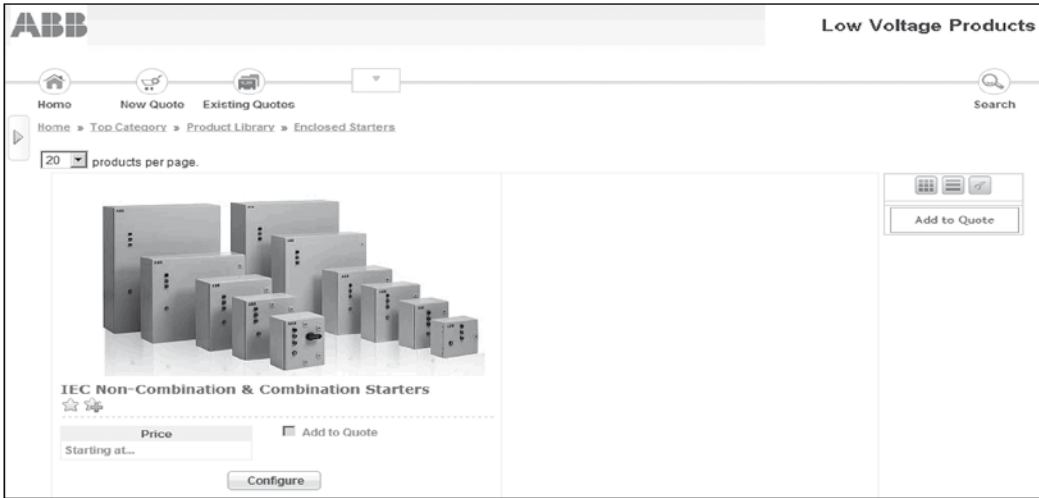 ABB
Low Voltage Products
Home
New Quote
Existing Quotes
Search
Home » Top Category » Product Library » Enclosed Starters
20 products per page.
Add to Quote
IEC Non-Combination & Combination Starters
Price
Add to Quote
Starting at...
Configure